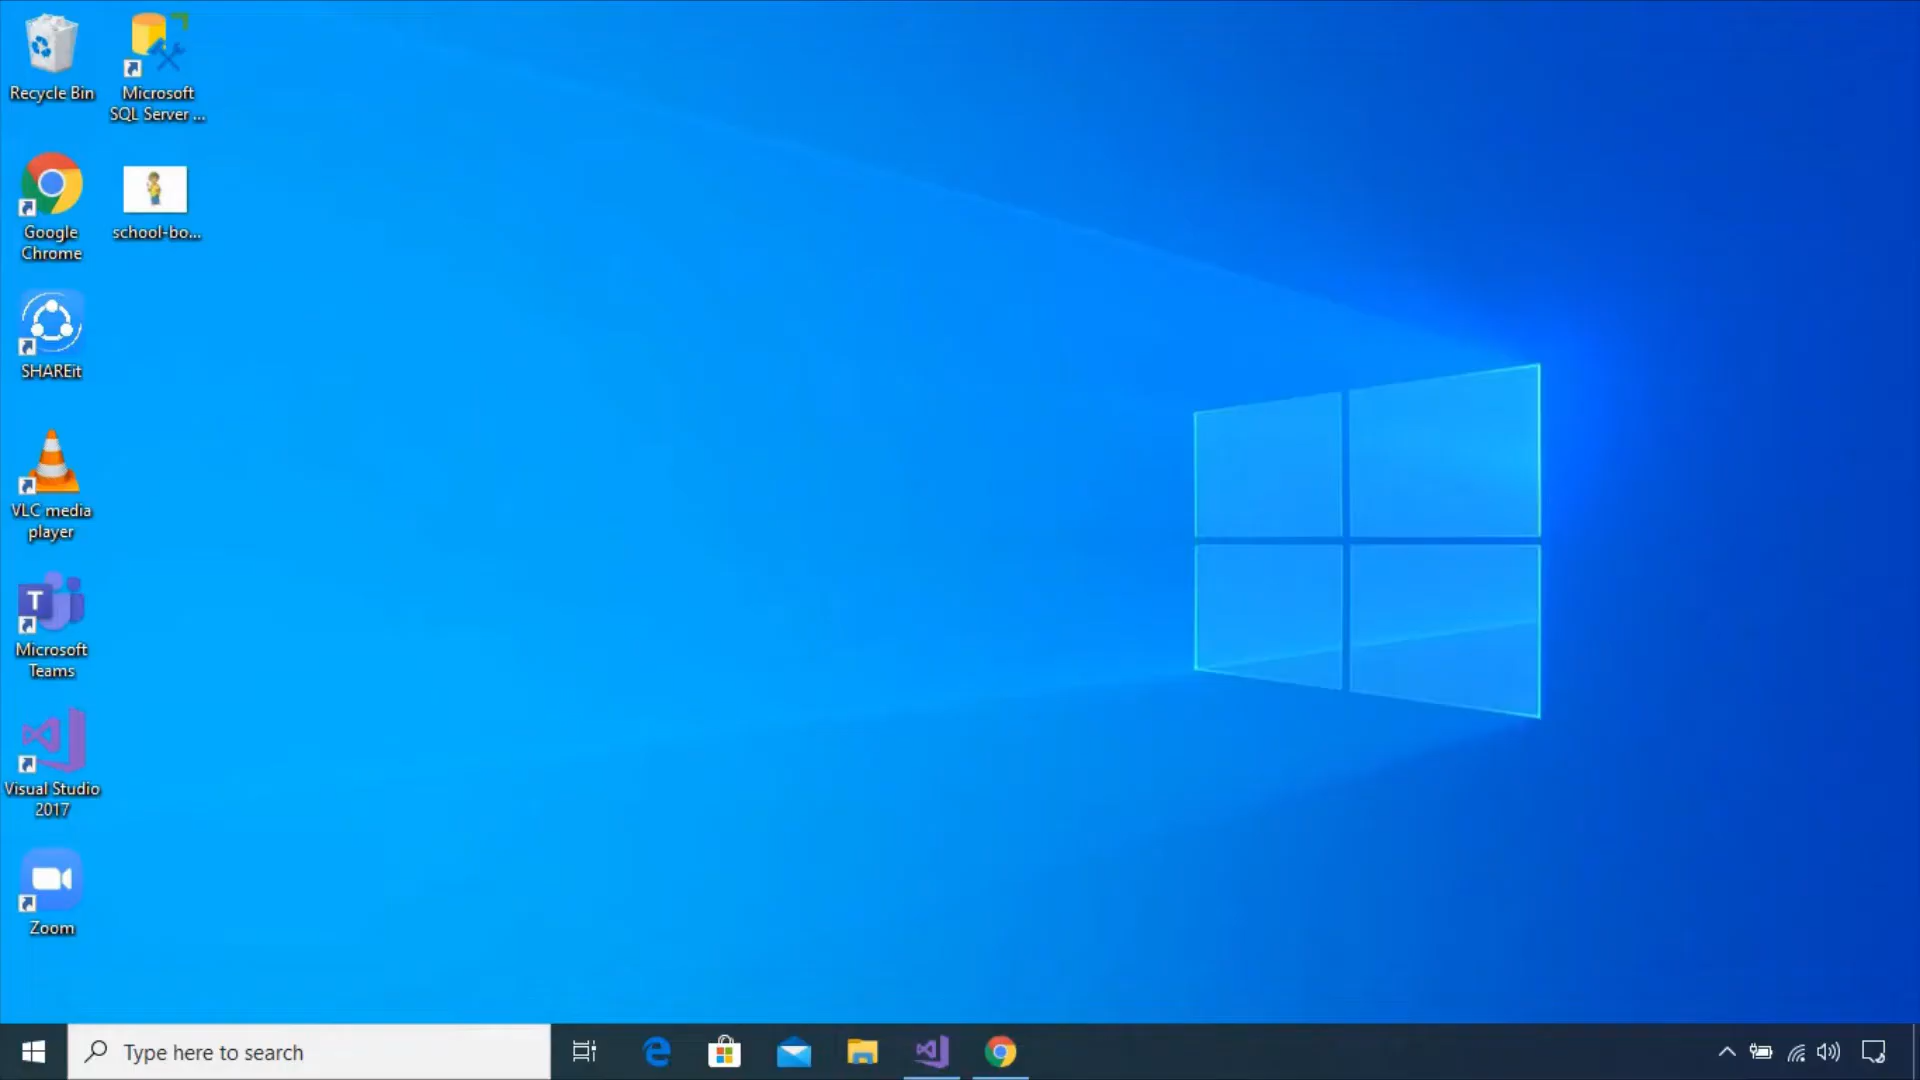 Recycle Bin
Microsoft
SQL Server ...
Google
Chrome
school-bo...
SHAREit
VLC media
player
T
Microsoft
Teams
Visual Studio
2017
Zoom
Type here to search